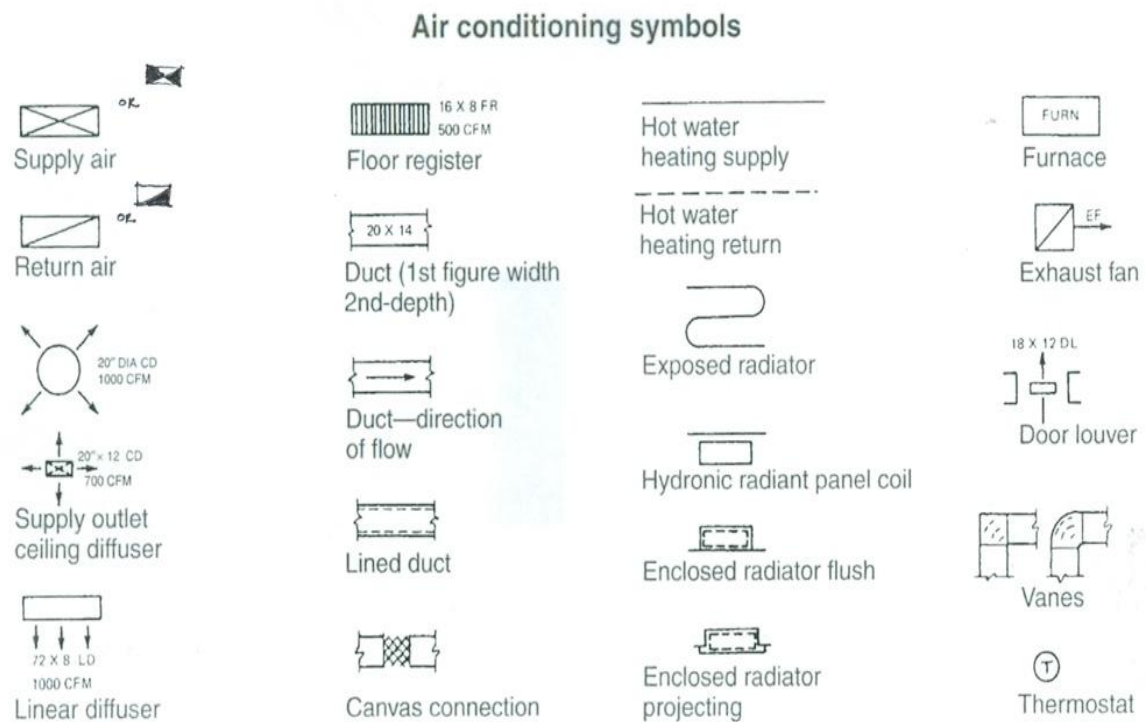 Air conditioning symbols
OR
Supply air
OR
Return air
20" DIA CD
1000 CFM
20" x 12 CD
700 CFM
Supply outlet
ceiling diffuser
72 X 8 LD
1000 CFM
Linear diffuser
16 X 8 FR
500 CFM
Floor register
20 X 14
Duct (1st figure width
2nd-depth)
Duct—direction
of flow
Lined duct
Canvas connection
Hot water
heating supply
Hot water
heating return
Exposed radiator
Hydronic radiant panel coil
Enclosed radiator flush
Enclosed radiator
projecting
FURN
Furnace
EF
Exhaust fan
18 X 12 DL
Door louver
Vanes
T
Thermostat